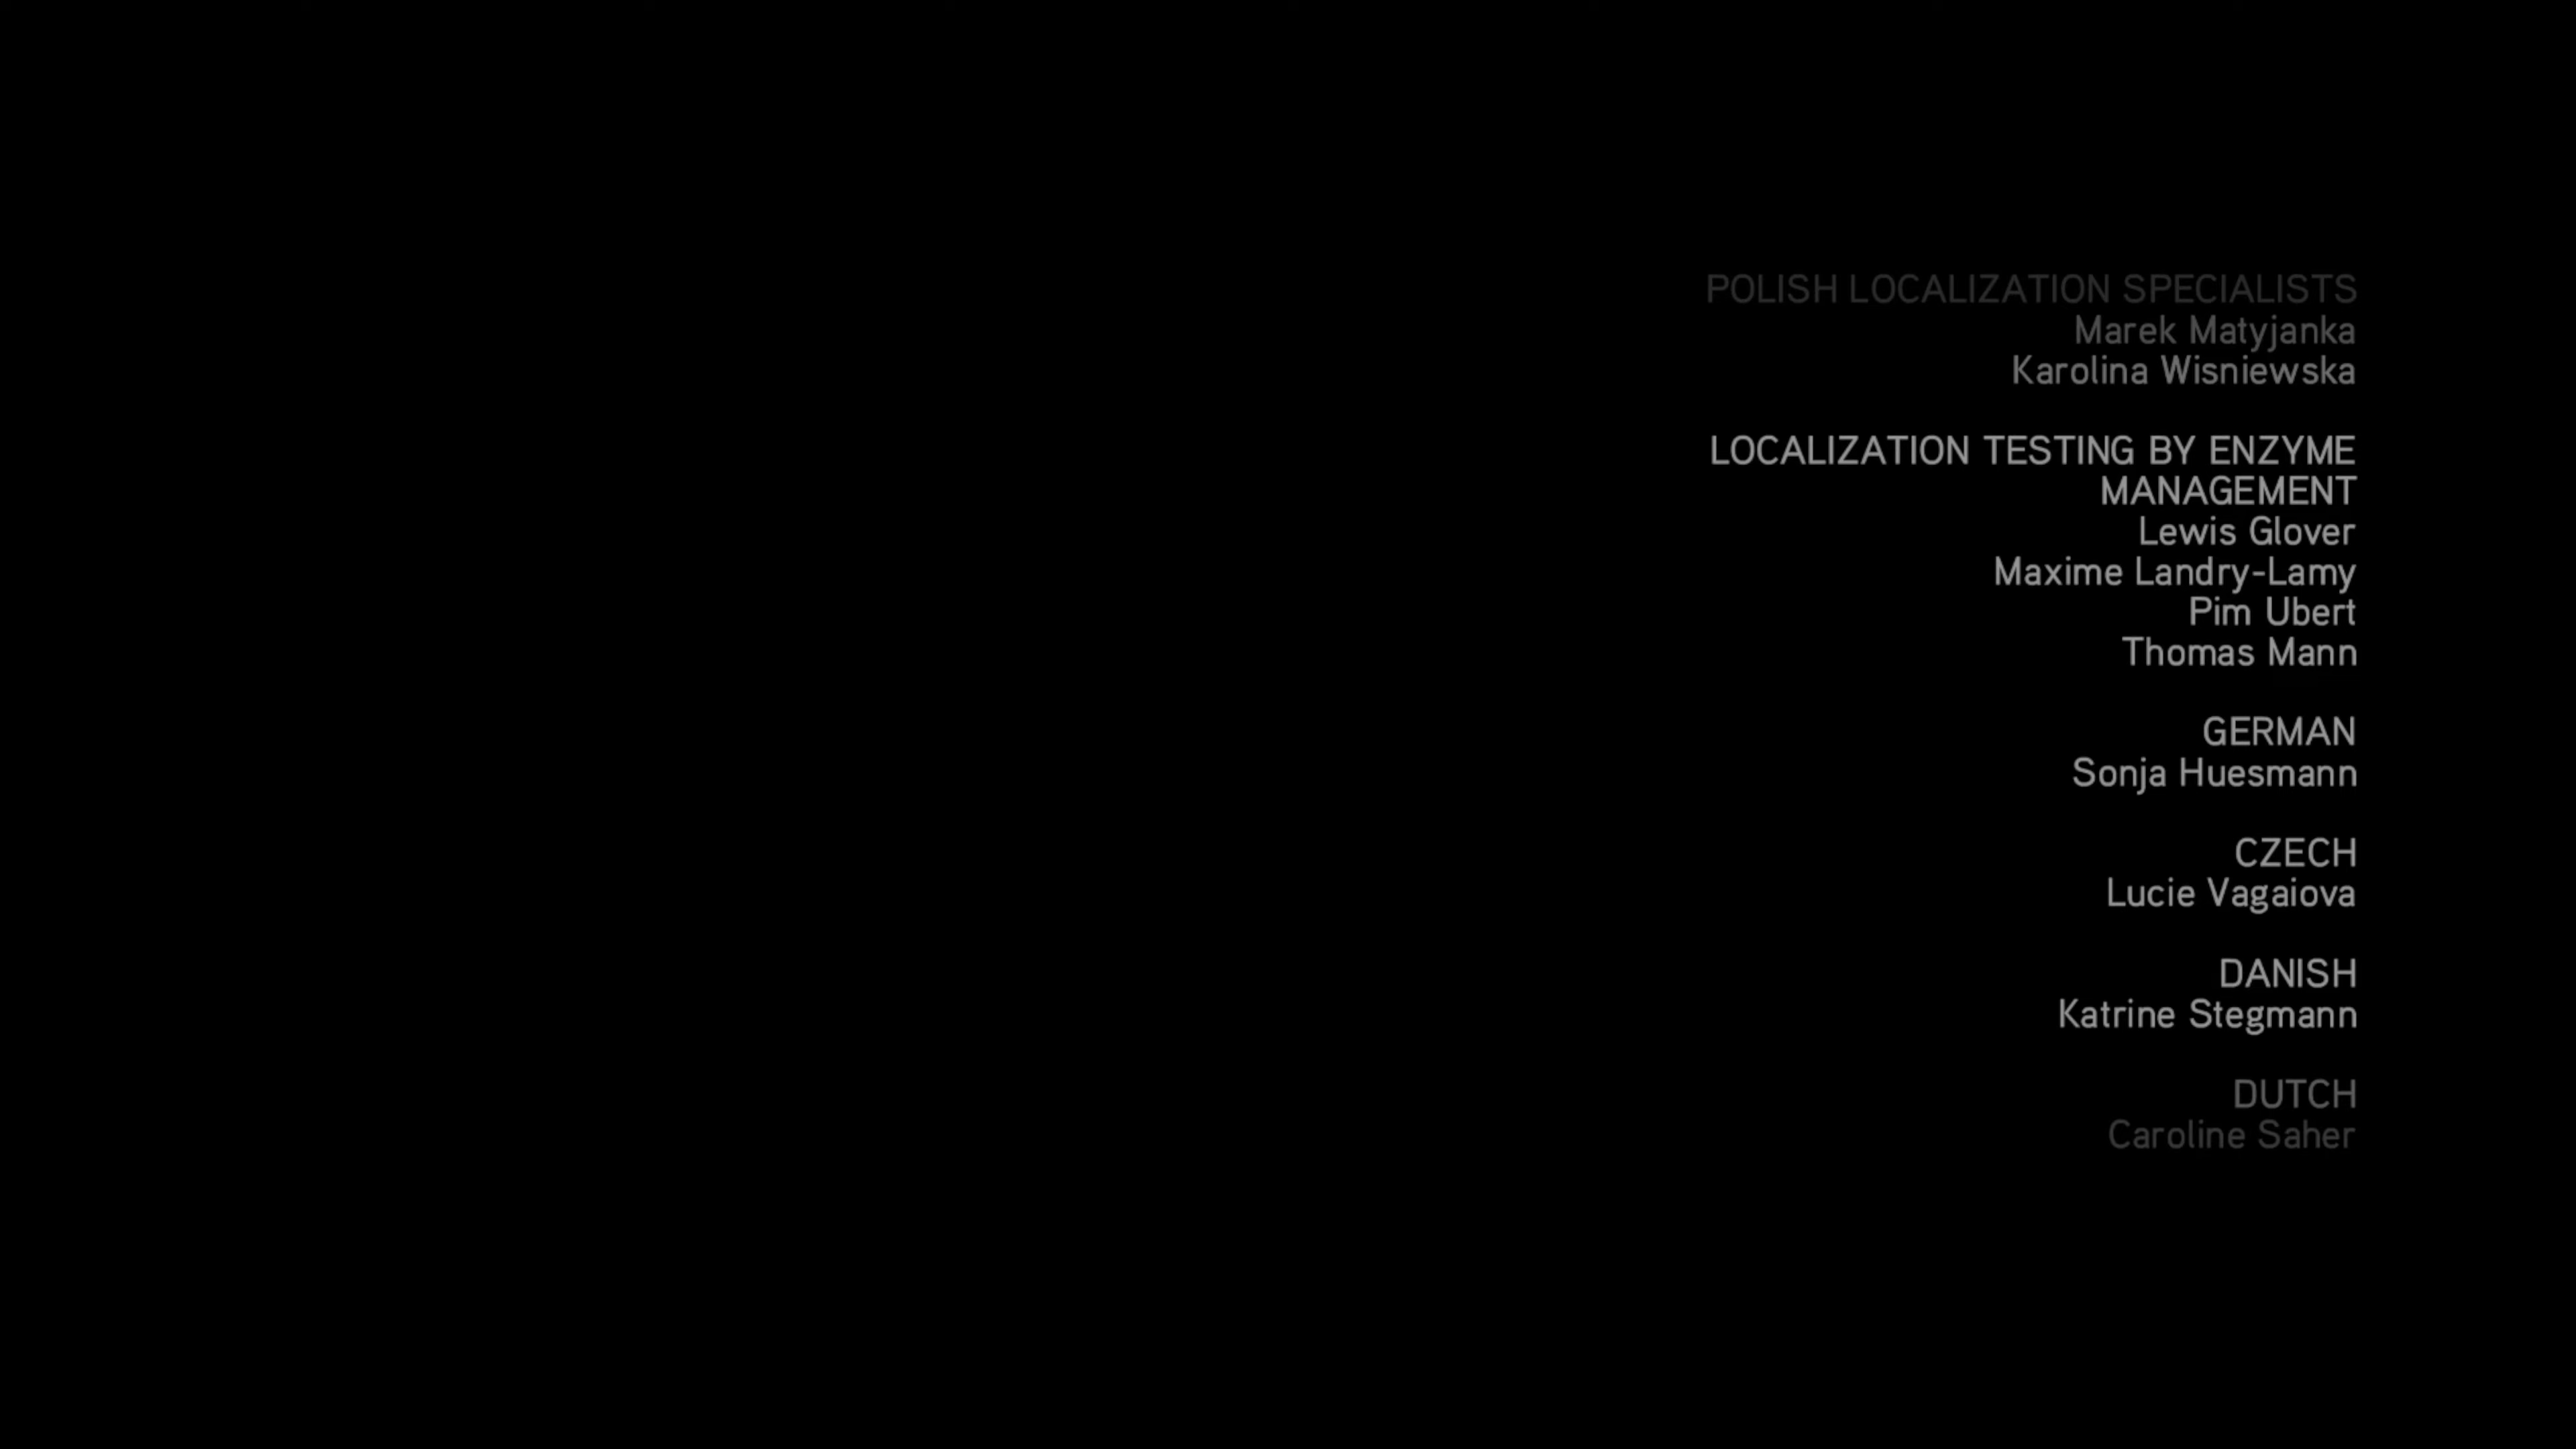 POLISH LOCALIZATION SPECIALISTS
Marek Matyjanka
Karolina Wisniewska
LOCALIZATION TESTING BY ENZYME
MANAGEMENT
Lewis Glover
Maxime Landry-Lamy
Pim Ubert
Thomas Mann
GERMAN
Sonja Huesmann
CZECH
Lucie Vagaiova
DANISH
Katrine Stegmann
DUTCH
Caroline Saher